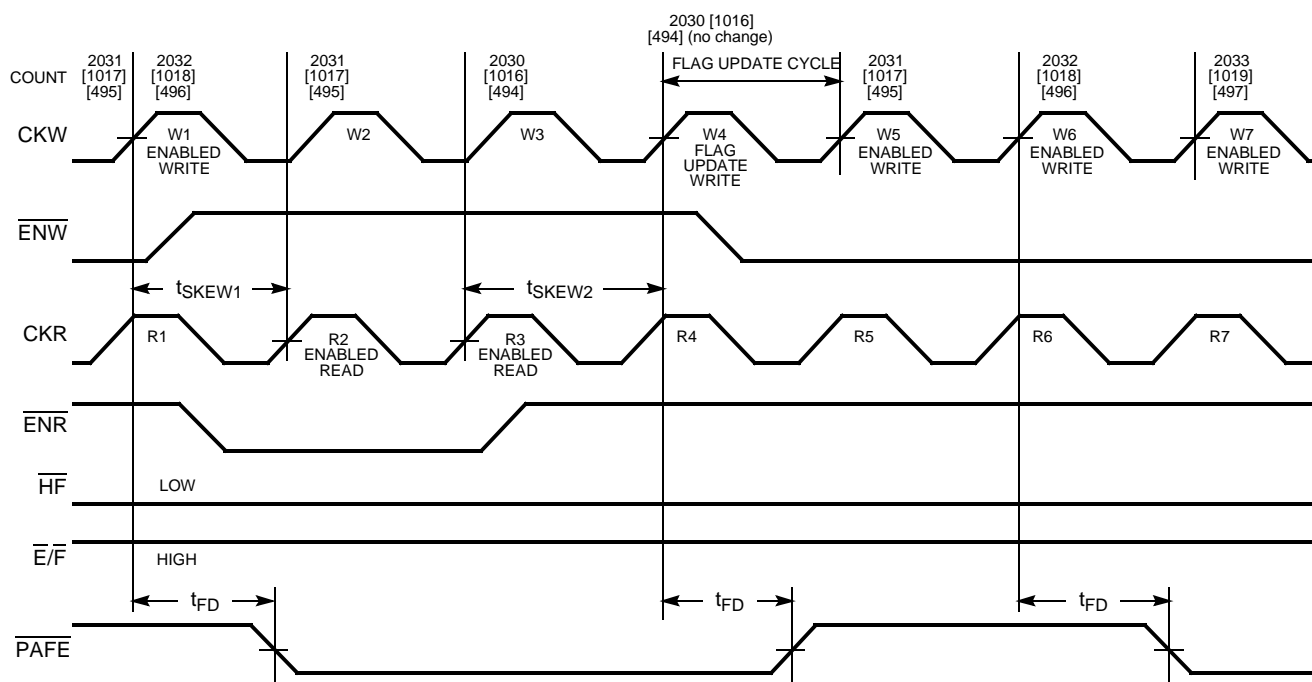 2030 [1016]
[494] (no change)
COUNT
2031
[1017]
[495]
2032
[1018]
[496]
2031
[1017]
[495]
2030
[1016]
[494]
FLAG UPDATE CYCLE
2031
[1017]
[495]
2032
[1018]
[496]
2033
[1019]
[497]
CKW
W1
ENABLED
WRITE
W2
W3
W4
FLAG
UPDATE
WRITE
W5
ENABLED
WRITE
W6
ENABLED
WRITE
W7
ENABLED
WRITE
ENW
tSKEW1
tSKEW2
CKR
R1
R2
ENABLED
READ
R3
ENABLED
READ
R4
R5
R6
R7
ENR
HF
LOW
E/F
HIGH
tFD
tFD
tFD
PAFE